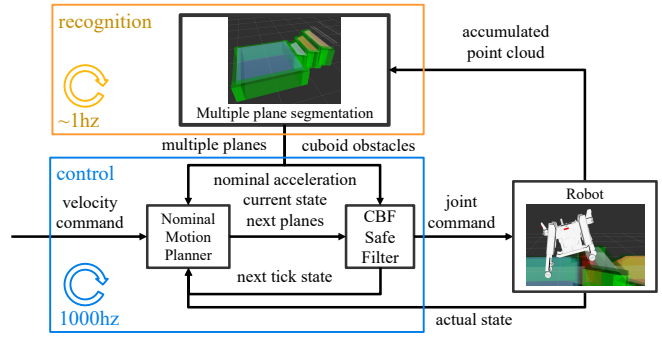 recognition
~1hz
Multiple plane segmentation
accumulated
point cloud
multiple planes
cuboid obstacles
control
velocity
command
nominal acceleration
current state
next planes
Nominal
Motion
Planner
CBF
Safe
Filter
joint
command
Robot
next tick state
1000hz
actual state